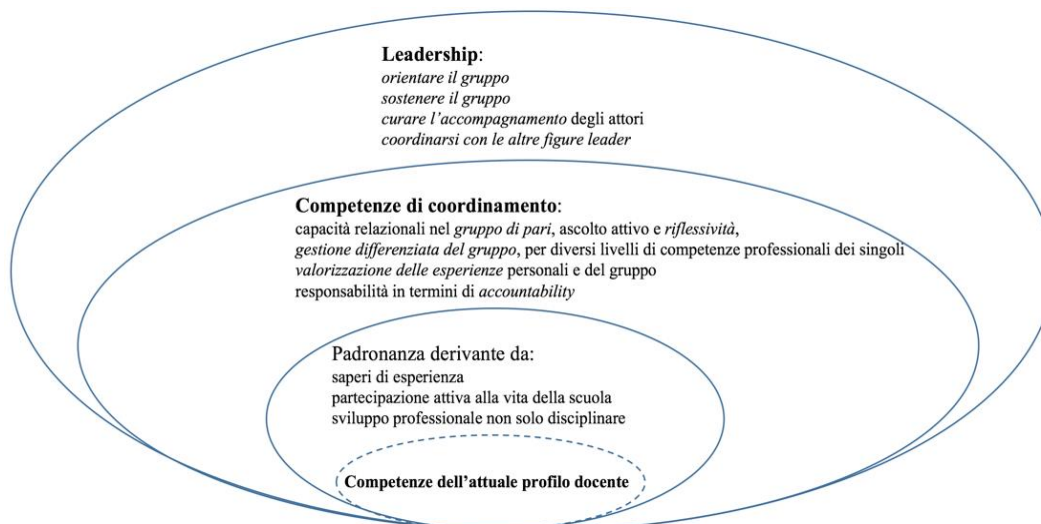 Leadership:
orientare il gruppo
sostenere il gruppo
curare l'accompagnamento degli attori
coordinarsi con le altre figure leader
Competenze di coordinamento:
capacità relazionali nel gruppo di pari, ascolto attivo e riflessività,
gestione differenziata del gruppo, per diversi livelli di competenze professionali dei singoli
valorizzazione delle esperienze personali e del gruppo
responsabilità in termini di accountability
Padronanza derivante da:
saperi di esperienza
partecipazione attiva alla vita della scuola
sviluppo professionale non solo disciplinare
Competenze dell'attuale profilo docente